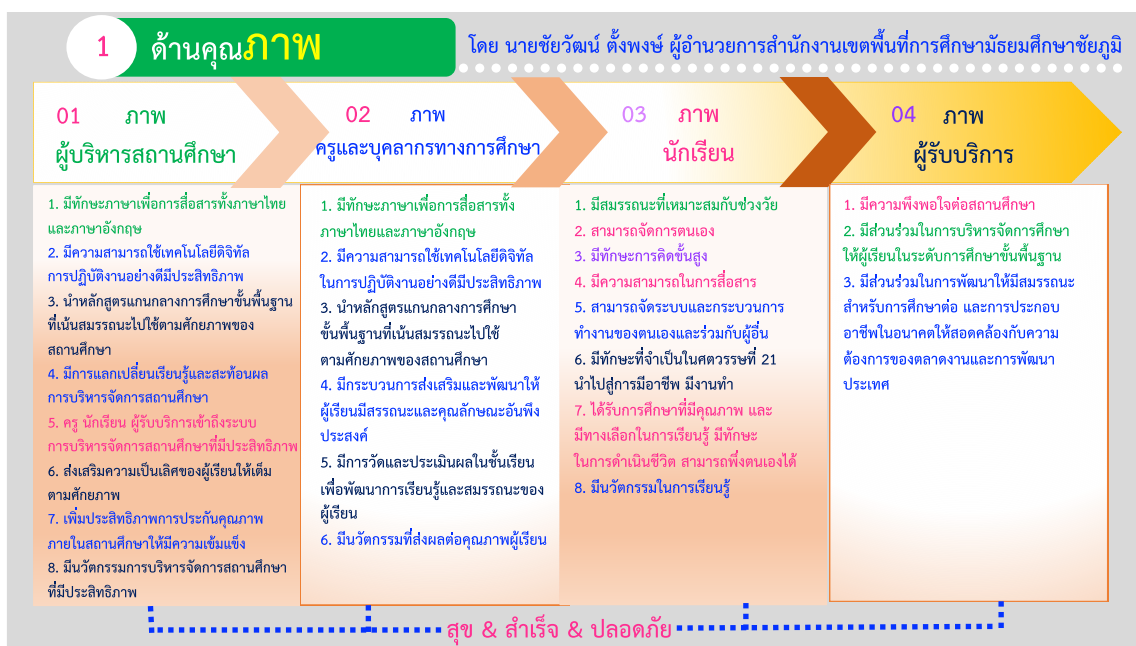 1 ด้านคุณภาพ
โดย นายชัยวัฒน์ ตั้งพงษ์ ผู้อำนวยการสำนักงานเขตพื้นที่การศึกษามัธยมศึกษาชัยภูมิ
01 ภาพ
ผู้บริหารสถานศึกษา
1. มีทักษะภาษาเพื่อการสื่อสารทั้งภาษาไทย
และภาษาอังกฤษ
2. มีความสามารถใช้เทคโนโลยีดิจิทัล
การปฏิบัติงานอย่างดีมีประสิทธิภาพ
3. นำหลักสูตรแกนกลางการศึกษาขั้นพื้นฐาน
ที่เน้นสมรรถนะไปใช้ตามศักยภาพของ
สถานศึกษา
4. มีการแลกเปลี่ยนเรียนรู้และสะท้อนผล
การบริหารจัดการสถานศึกษา
5. ครู นักเรียน ผู้รับบริการเข้าถึงระบบ
การบริหารจัดการสถานศึกษาที่มีประสิทธิภาพ
6. ส่งเสริมความเป็นเลิศของผู้เรียนให้เต็ม
ตามศักยภาพ
7. เพิ่มประสิทธิภาพการประกันคุณภาพ
ภายในสถานศึกษาให้มีความเข้มแข็ง
8. มีนวัตกรรมการบริหารจัดการสถานศึกษา
ที่มีประสิทธิภาพ
02 ภาพ
ครูและบุคลากรทางการศึกษา
1. มีทักษะภาษาเพื่อการสื่อสารทั้ง
ภาษาไทยและภาษาอังกฤษ
2. มีความสามารถใช้เทคโนโลยีดิจิทัล
ในการปฏิบัติงานอย่างดีมีประสิทธิภาพ
3. นำหลักสูตรแกนกลางการศึกษา
ขั้นพื้นฐานที่เน้นสมรรถนะไปใช้
ตามศักยภาพของสถานศึกษา
4. มีกระบวนการส่งเสริมและพัฒนาให้
ผู้เรียนมีสรรถนะและคุณลักษณะอันพึง
ประสงค์
5. มีการวัดและประเมินผลในชั้นเรียน
เพื่อพัฒนาการเรียนรู้และสมรรถนะของ
ผู้เรียน
6. มีนวัตกรรมที่ส่งผลต่อคุณภาพผู้เรียน
03 ภาพ
นักเรียน
1. มีสมรรถนะที่เหมาะสมกับช่วงวัย
2. สามารถจัดการตนเอง
3. มีทักษะการคิดขั้นสูง
4. มีความสามาถในการสื่อสาร
5. สามารถจัดระบบและกระบวนการ
ทำงานของตนเองและร่วมกับผู้อื่น
6. มีทักษะที่จำเป็นในศตวรรษที่ 21
นำไปสู่การมีอาชีพ มีงานทำ
7. ได้รับการศึกษาที่มีคุณภาพ และ
มีทางเลือกในการเรียนรู้ มีทักษะ
ในการดำเนินชีวิต สามารถพึ่งตนเองได้
8. มีนวัตกรรมในการเรียนรู้
04 ภาพ
ผู้รับบริการ
1. มีความพึงพอใจต่อสถานศึกษา
2. มีส่วนร่วมในการบริหารจัดการศึกษา
ให้ผู้เรียนในระดับการศึกษาขั้นพื้นฐาน
3. มีส่วนร่วมในการพัฒนาให้มีสมรรถนะ
สำหรับการศึกษาต่อ และการประกอบ
อาชีพในอนาคตให้สอดคล้องกับความ
ต้องการของตลาดงานและการพัฒนา
ประเทศ
สุข & สำเร็จ & ปลอดภัย